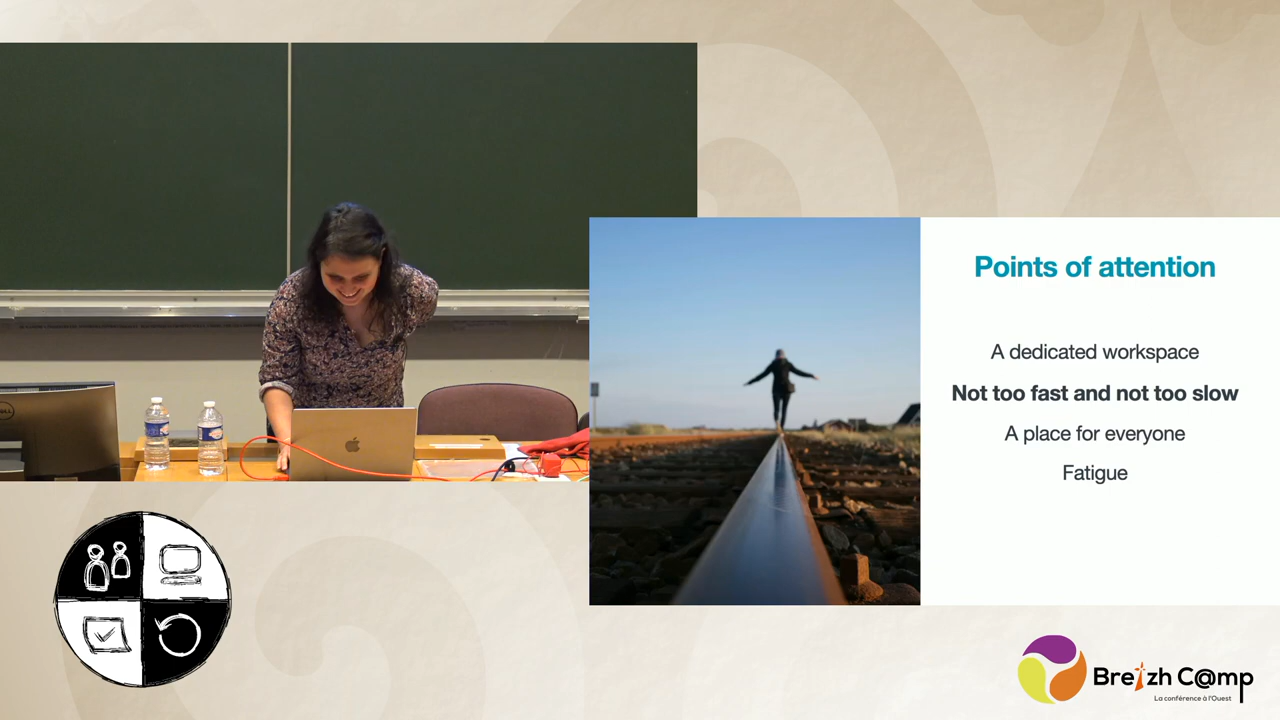 Points of attention
A dedicated workspace
Not too fast and not too slow
A place for everyone
Fatigue
DELL
Breizh C@mp
La conférence à l'Ouest